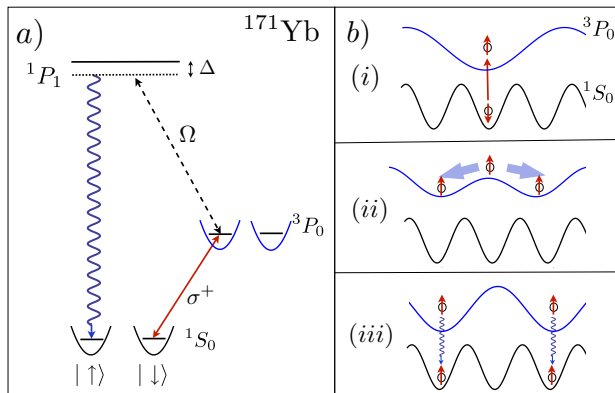 a)
¹⁷¹Yb
¹P₁
Δ
Ω
³P₀
σ⁺
¹S₀
|↑⟩
|↓⟩
b)
³P₀
(i)
¹S₀
(ii)
(iii)